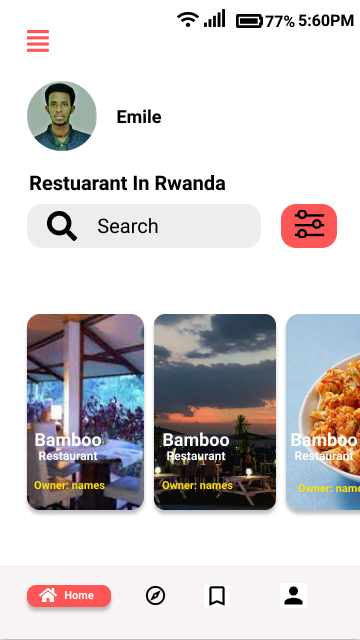 77% 5:60PM
Emile
Restuarant In Rwanda
Search
Bamboo
Restaurant
Owner: names
Bamboo
Restaurant
Owner: names
Bamboo
Restaurant
Owner: name
Home